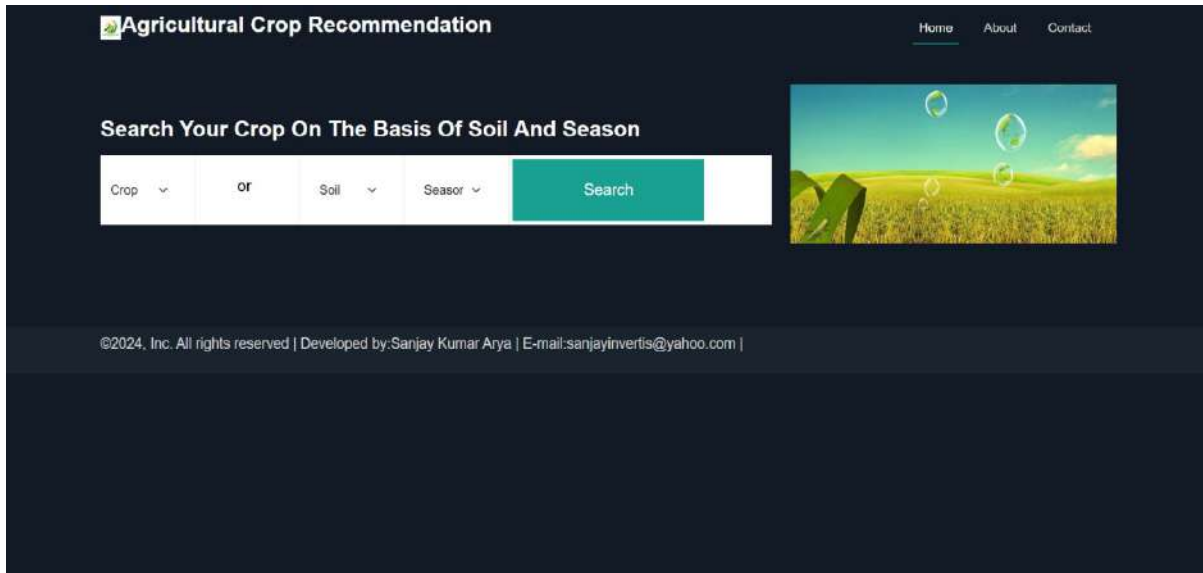 Agricultural Crop Recommendation
Home About Contact
Search Your Crop On The Basis Of Soil And Season
Crop or Soil Seasor Search
©2024, Inc. All rights reserved | Developed by:Sanjay Kumar Arya | E-mail:sanjayinvertis@yahoo.com |